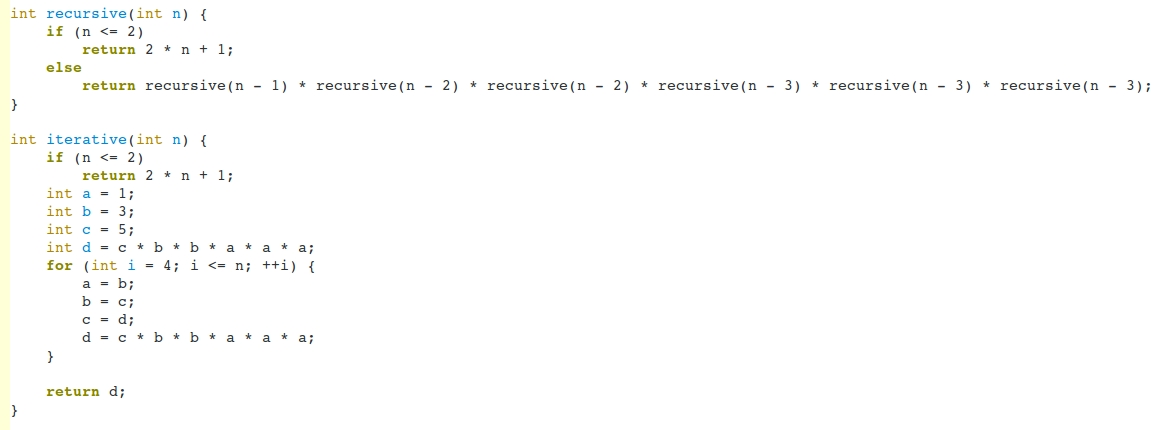 int recursive(int n) {
    if (n <= 2)
        return 2 * n + 1;
    else
        return recursive(n - 1) * recursive(n - 2) * recursive(n - 2) * recursive(n - 3) * recursive(n - 3) * recursive(n - 3);
}

int iterative(int n) {
    if (n <= 2)
        return 2 * n + 1;
    int a = 1;
    int b = 3;
    int c = 5;
    int d = c * b * b * a * a * a;
    for (int i = 4; i <= n; ++i) {
        a = b;
        b = c;
        c = d;
        d = c * b * b * a * a * a;
    }

    return d;
}